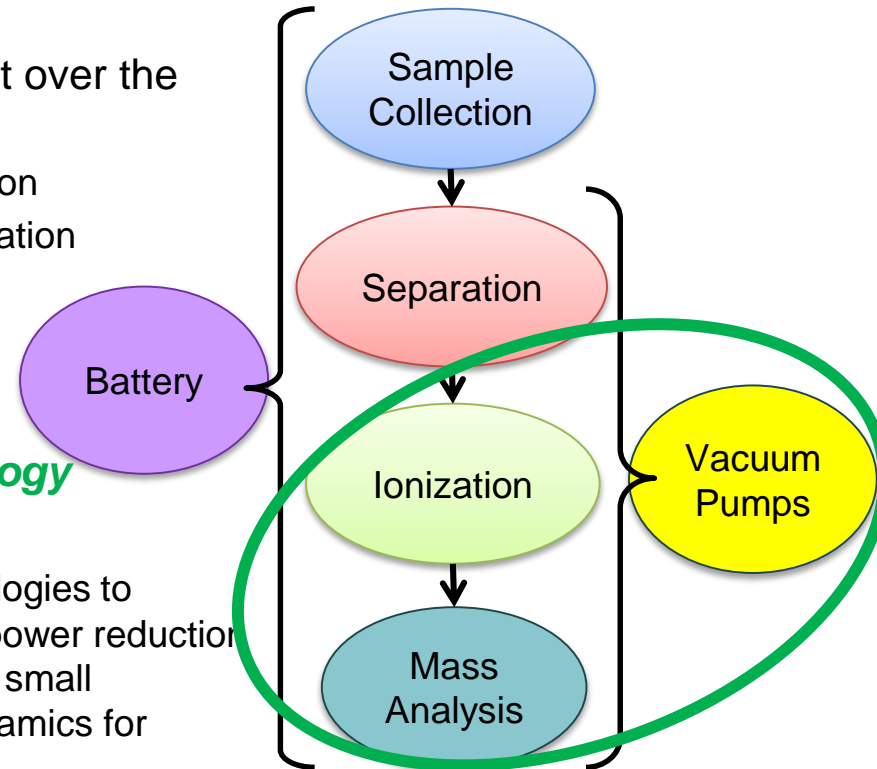 t over the
on
ation
ogy
logies to
power reduction
small
amics for
Sample
Collection
Separation
Battery
Ionization
Vacuum
Pumps
Mass
Analysis